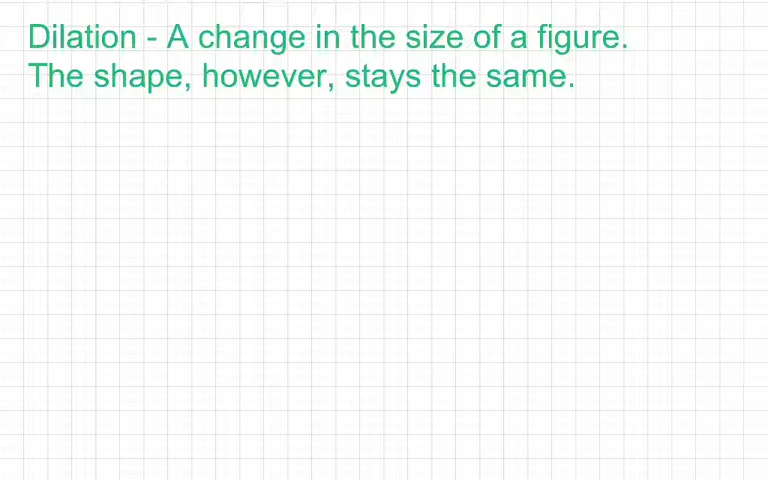 Dilation - A change in the size of a figure.
The shape, however, stays the same.